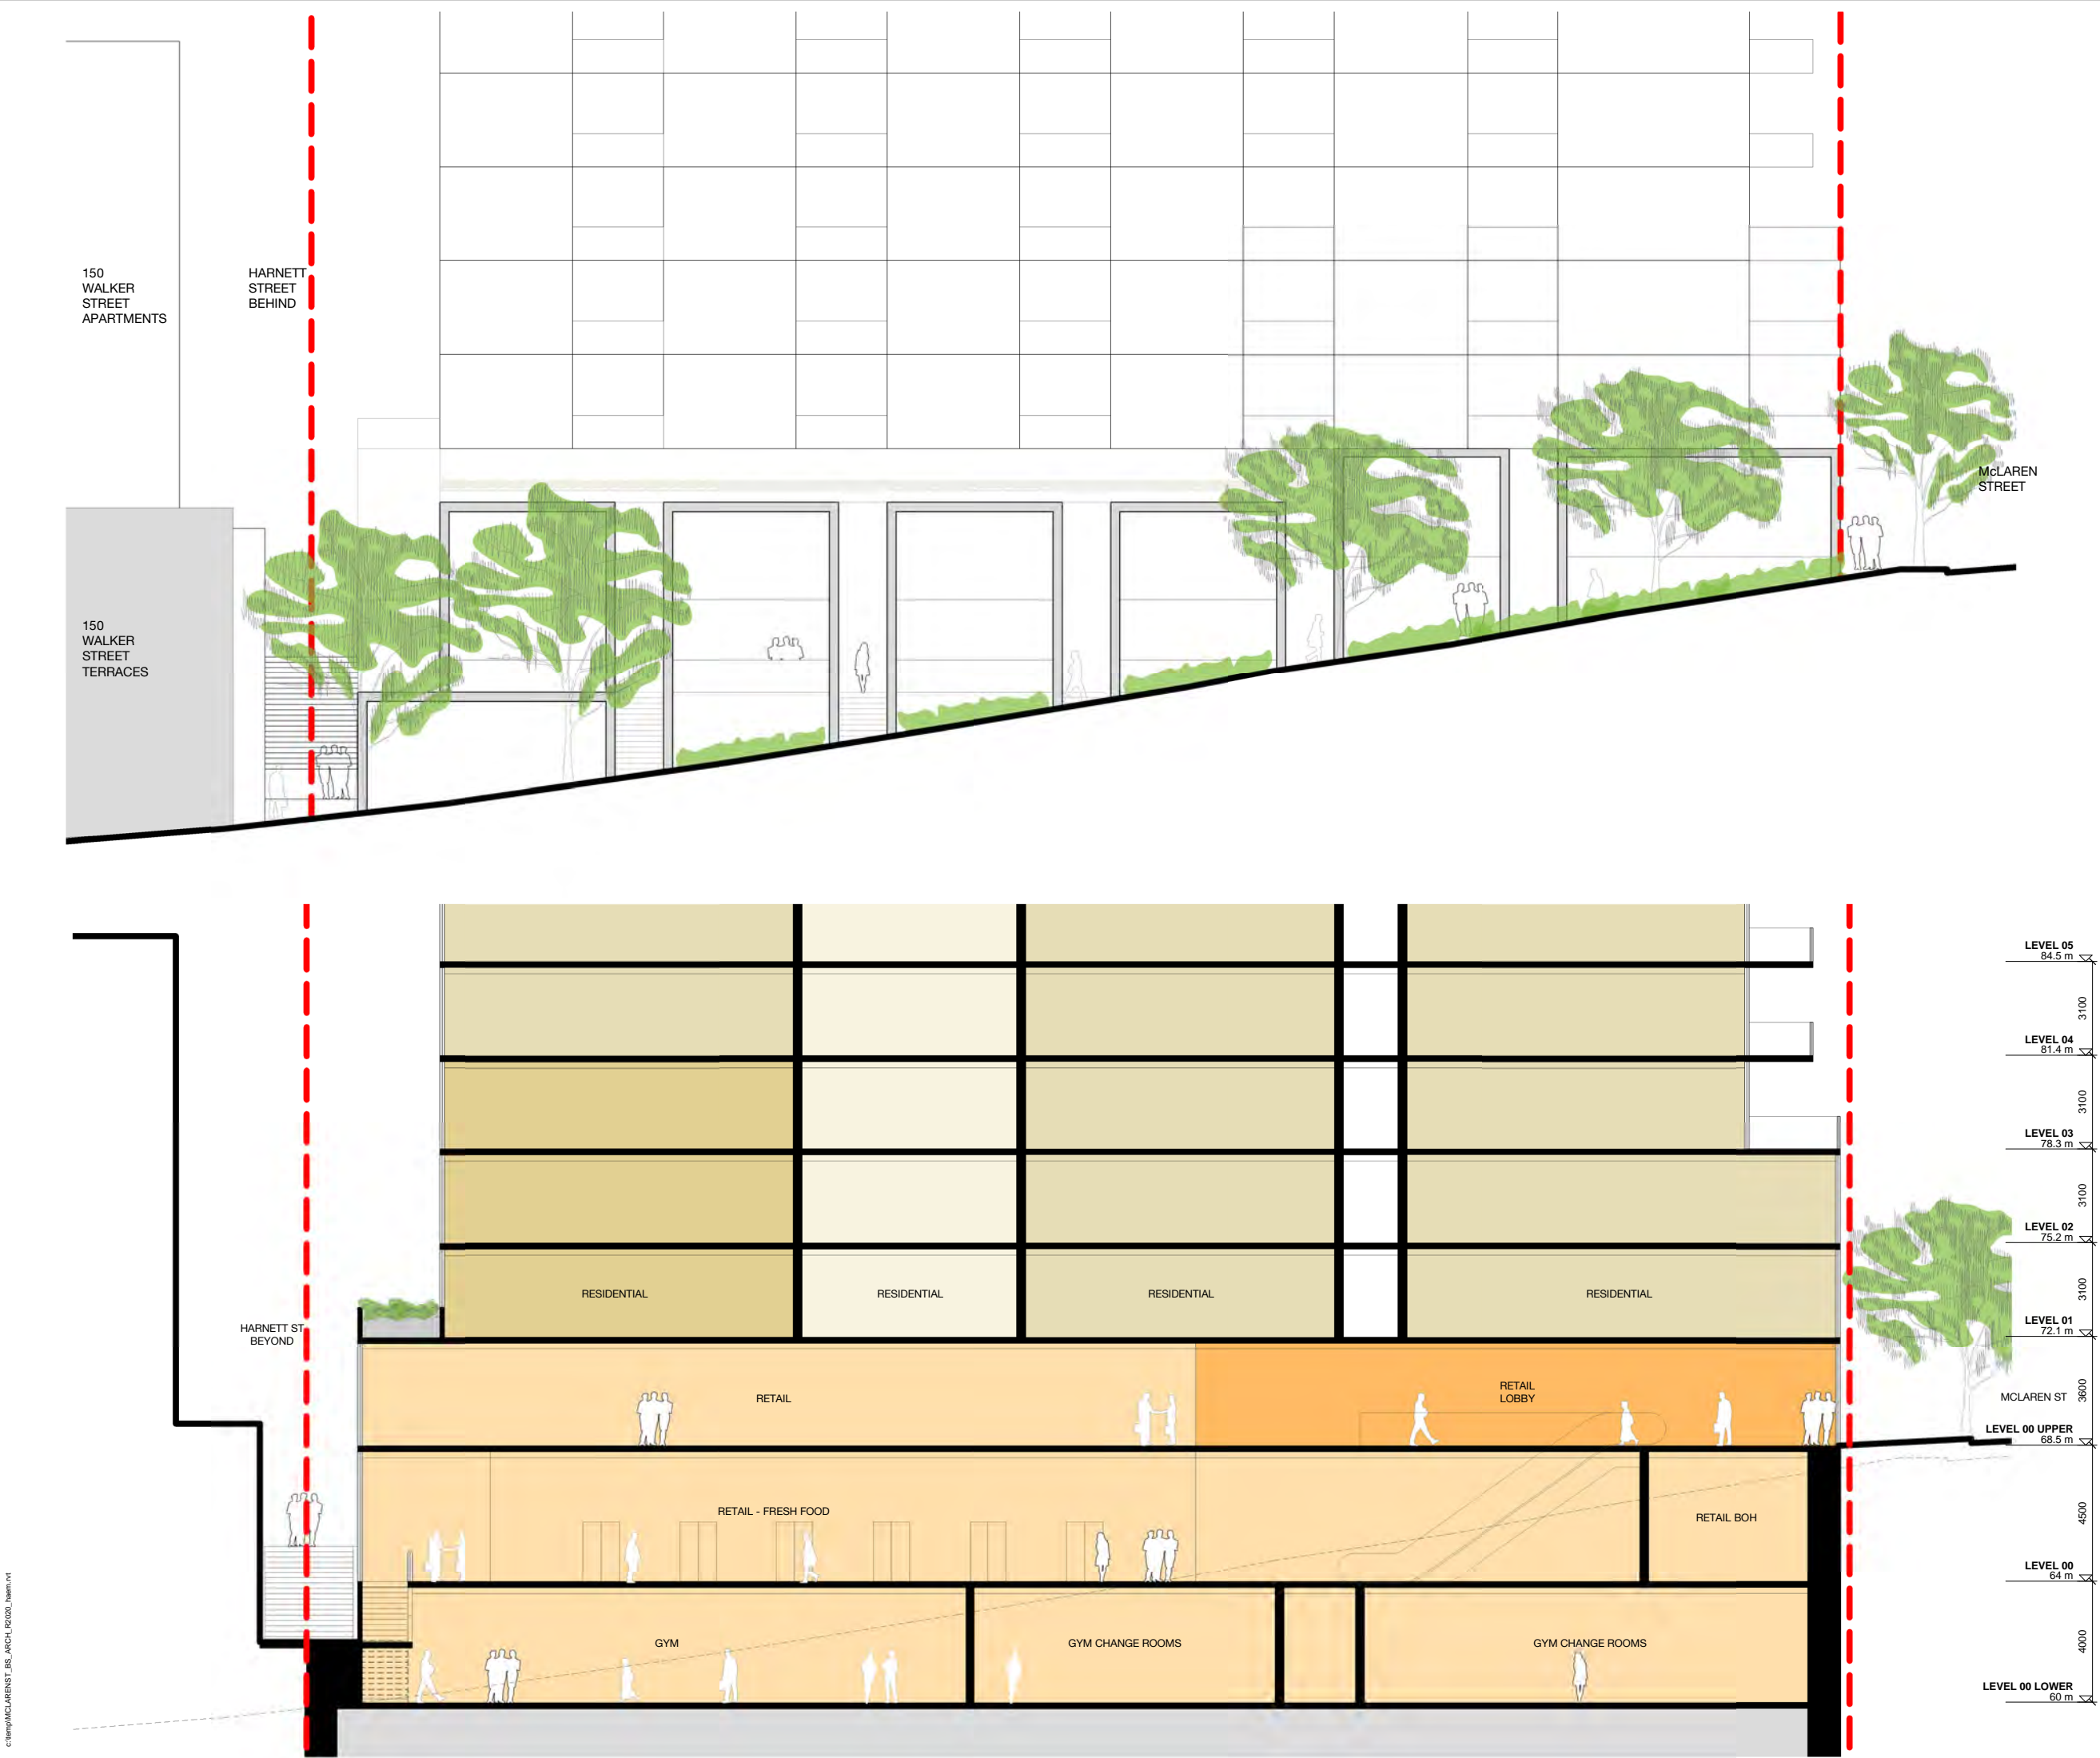 150
WALKER
STREET
APARTMENTS
HARNETT
STREET
BEHIND
McLAREN
STREET
150
WALKER
STREET
TERRACES
LEVEL 05
84.5 m
3100
LEVEL 04
81.4 m
3100
LEVEL 03
78.3 m
3100
LEVEL 02
75.2 m
3100
RESIDENTIAL
RESIDENTIAL
RESIDENTIAL
RESIDENTIAL
LEVEL 01
72.1 m
HARNETT ST
BEYOND
3600
RETAIL
RETAIL
LOBBY
MCLAREN ST
LEVEL 00 UPPER
68.5 m
4500
RETAIL - FRESH FOOD
RETAIL BOH
LEVEL 00
64 m
4000
GYM
GYM CHANGE ROOMS
GYM CHANGE ROOMS
LEVEL 00 LOWER
60 m
c:\temp\MCLARENST_BS_ARCH_R2020_haem.rvt